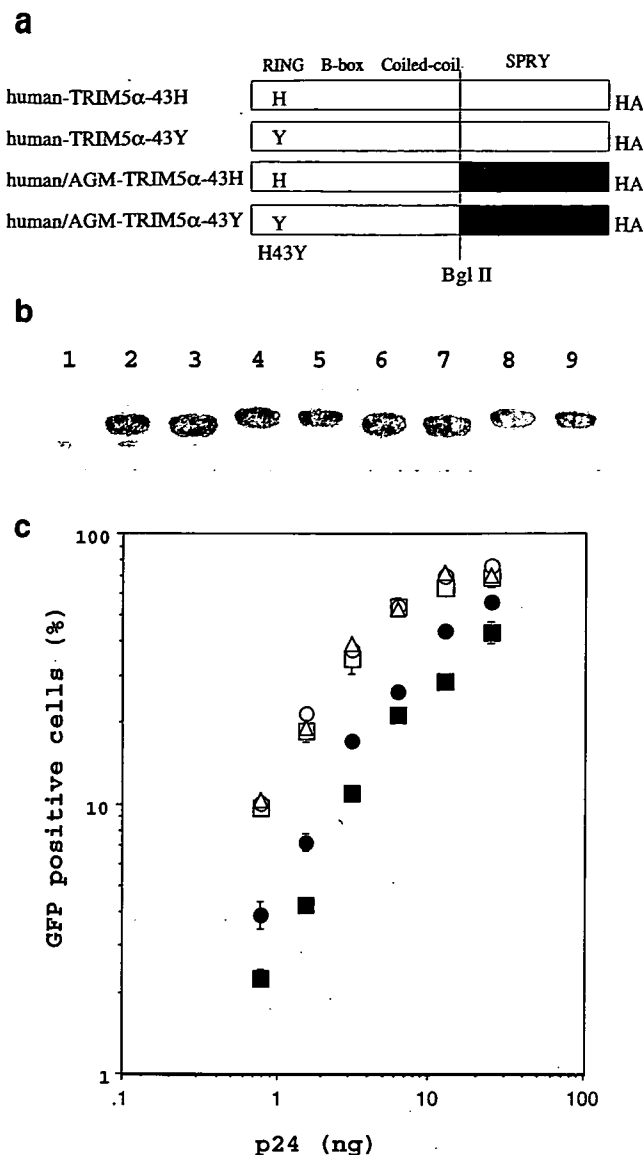 a
RING B-box Coiled-coil SPRY
human-TRIM5α-43H H HA
human-TRIM5α-43Y Y HA
human/AGM-TRIM5α-43H H HA
human/AGM-TRIM5α-43Y Y HA
H43Y
Bgl II
b
1 2 3 4 5 6 7 8 9
c
GFP positive cells (%)
100
10
1
.1 1 10 100
p24 (ng)